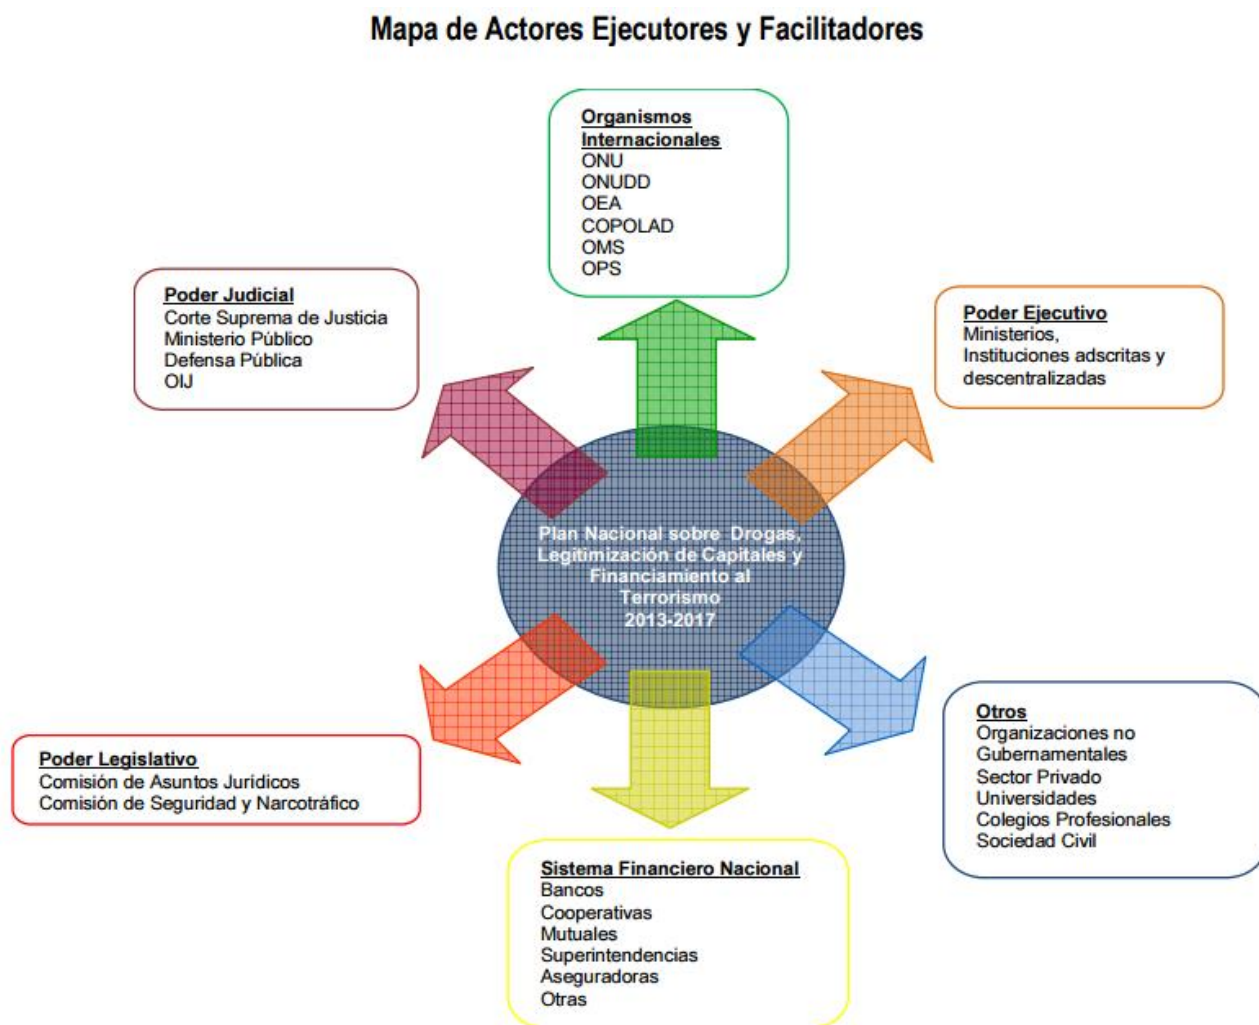 Mapa de Actores Ejecutores y Facilitadores
Organismos
Internacionales
ONU
ONUDD
OEA
COPOLAD
OMS
OPS
Poder Judicial
Corte Suprema de Justicia
Ministerio Público
Defensa Pública
OIJ
Poder Ejecutivo
Ministerios,
Instituciones adscritas y
descentralizadas
Plan Nacional sobre Drogas,
Legitimización de Capitales y
Financiamiento al
Terrorismo
2013-2017
Poder Legislativo
Comisión de Asuntos Jurídicos
Comisión de Seguridad y Narcotráfico
Otros
Organizaciones no
Gubernamentales
Sector Privado
Universidades
Colegios Profesionales
Sociedad Civil
Sistema Financiero Nacional
Bancos
Cooperativas
Mutuales
Superintendencias
Aseguradoras
Otras